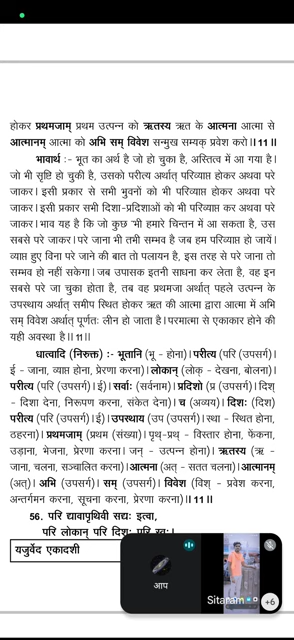 होकर प्रथमजाम् प्रथम उत्पन्न को ऋतस्य ऋत के आत्मना आत्मा से
आत्मानम् आत्मा को अभि सम् विवेश सन्मुख सम्यक् प्रवेश करो।।11॥
भावार्थ :- भूत का अर्थ है जो हो चुका है, अस्तित्व में आ गया है।
जो भी सृष्टि हो चुकी है, उसको परीत्य अर्थात् परिव्याप्त होकर अथवा परे
जाकर। इसी प्रकार से सभी भुवनों को भी परिव्याप्त होकर अथवा परे
जाकर। इसी प्रकार सभी दिशा-प्रदिशाओं को भी परिव्याप्त कर अथवा परे
जाकर। भाव यह है कि जो कुछ भी हमारे चिन्तन में आ सकता है, उस
सबसे परे जाकर। परे जाना भी तभी सम्भव है जब हम परिव्याप्त हो जायें।
व्याप्त हुए विना परे जाने की बात तो पलायन है, इस तरह से परे जाना तो
सम्भव हो नहीं सकेगा। जब उपासक इतनी साधना कर लेता है, वह इन
सबसे परे जा चुका होता है, तब वह प्रथमजा अर्थात् पहले उत्पन्न के
उपस्थाय अर्थात् समीप स्थित होकर ऋत की आत्मा द्वारा आत्मा में अभि
सम् विवेश अर्थात् पूर्णतः लीन हो जाता है। परमात्मा से एकाकार होने की
यही अवस्था है।।11॥
धात्वादि (निरुक्त) :- भूतानि (भू - होना)। परीत्य (परि (उपसर्ग)।
ई - जाना, व्याप्त होना, प्रेरणा करना)। लोकान् (लोक् - देखना, बोलना)।
परीत्य (परि (उपसर्ग)। ई)। सर्वाः (सर्वनाम)। प्रदिशो (प्र (उपसर्ग)। दिश्
- दिशा देना, निरूपण करना, संकेत देना)। च (अव्यय)। दिशः (दिश)
परीत्य (परि (उपसर्ग)। ई)। उपस्थाय (उप (उपसर्ग)। स्था - स्थित होना,
ठहरना)। प्रथमजाम् (प्रथम (संख्या)। पृथ्-प्रथ् - विस्तार होना, फेंकना,
उड़ाना, भेजना, प्रेरणा करना। जन् - उत्पन्न होना)। ऋतस्य (ऋ -
जाना, चलना, सञ्चालित करना)। आत्मना (अत् - सतत चलना)। आत्मानम्
(अत्)। अभि (उपसर्ग)। सम् (उपसर्ग)। विवेश (विश् - प्रवेश करना,
अन्तर्गमन करना, सूचना करना, प्रेरणा करना)।।11॥
56. परि द्यावापृथिवी सद्यः इत्वा,
परि लोकान् परि दिशः परि स्वः।
यजुर्वेद एकादशी
आप
Sitaram
+6